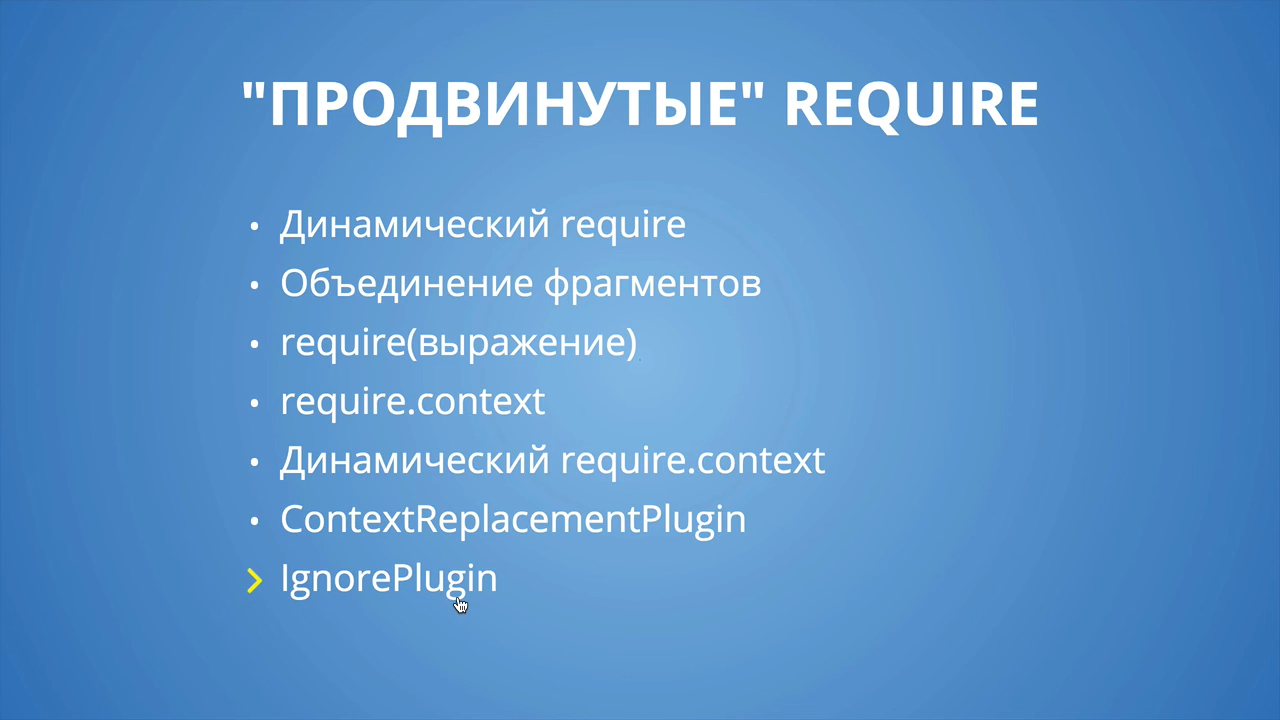 "ПРОДВИНУТЫЕ" REQUIRE
Динамический require
Объединение фрагментов
require(выражение)
require.context
Динамический require.context
ContextReplacementPlugin
IgnorePlugin